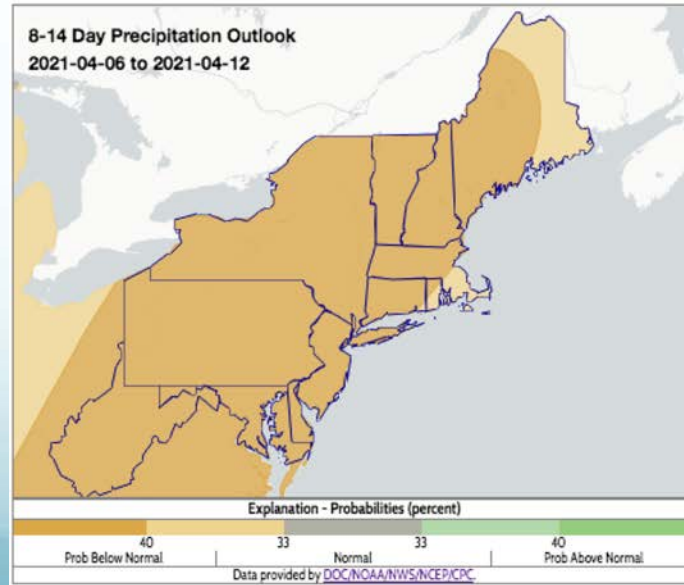 8-14 Day Precipitation Outlook
2021-04-06 to 2021-04-12
Explanation - Probabilities (percent)
40 33 33 40
Prob Below Normal | Normal | Prob Above Normal
Data provided by DOC/NOAA/NWS/NCEP/CPC.